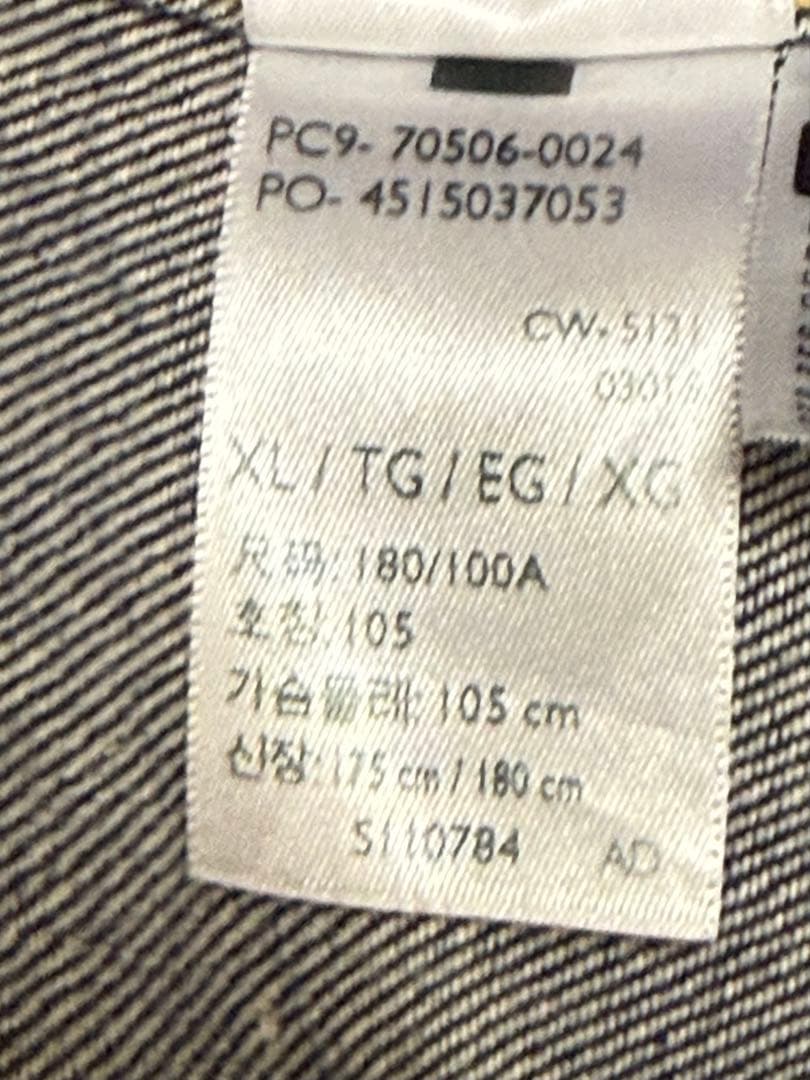 PC9- 70506-0024
PO- 4515037053
CW-
XL / TG / EG / XG
尺码: 180/100A
호칭: 105
가슴둘레: 105 cm
신장: 175 cm / 180 cm
S110784 AD